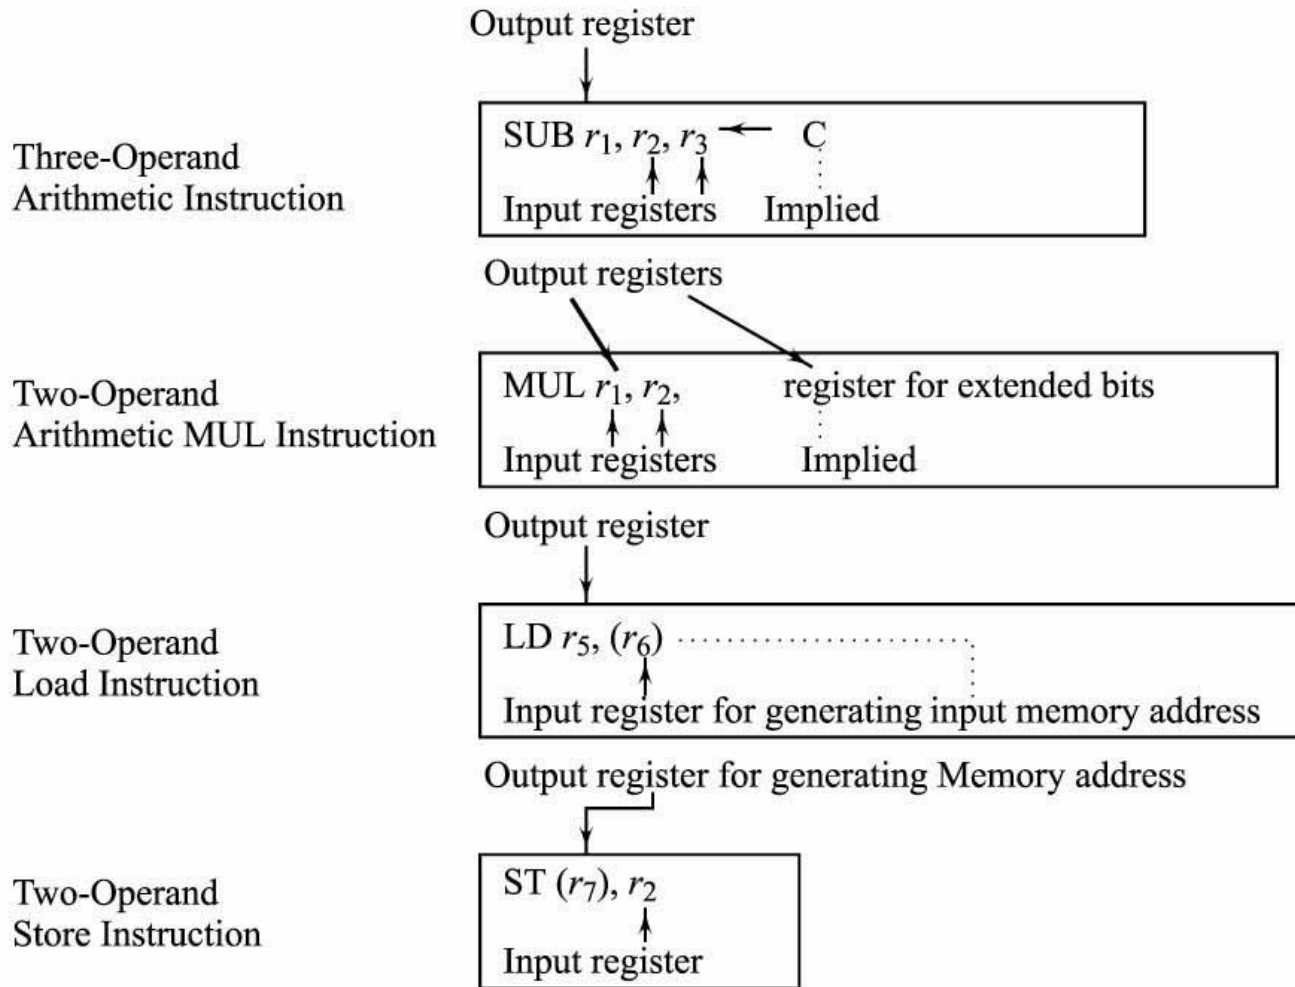 Output register
Three-Operand
Arithmetic Instruction
SUB r1, r2, r3 C
Input registers Implied
Output registers
Two-Operand
Arithmetic MUL Instruction
MUL r1, r2, register for extended bits
Input registers Implied
Output register
Two-Operand
Load Instruction
LD r5, (r6)
Input register for generating input memory address
Output register for generating Memory address
Two-Operand
Store Instruction
ST (r7), r2
Input register